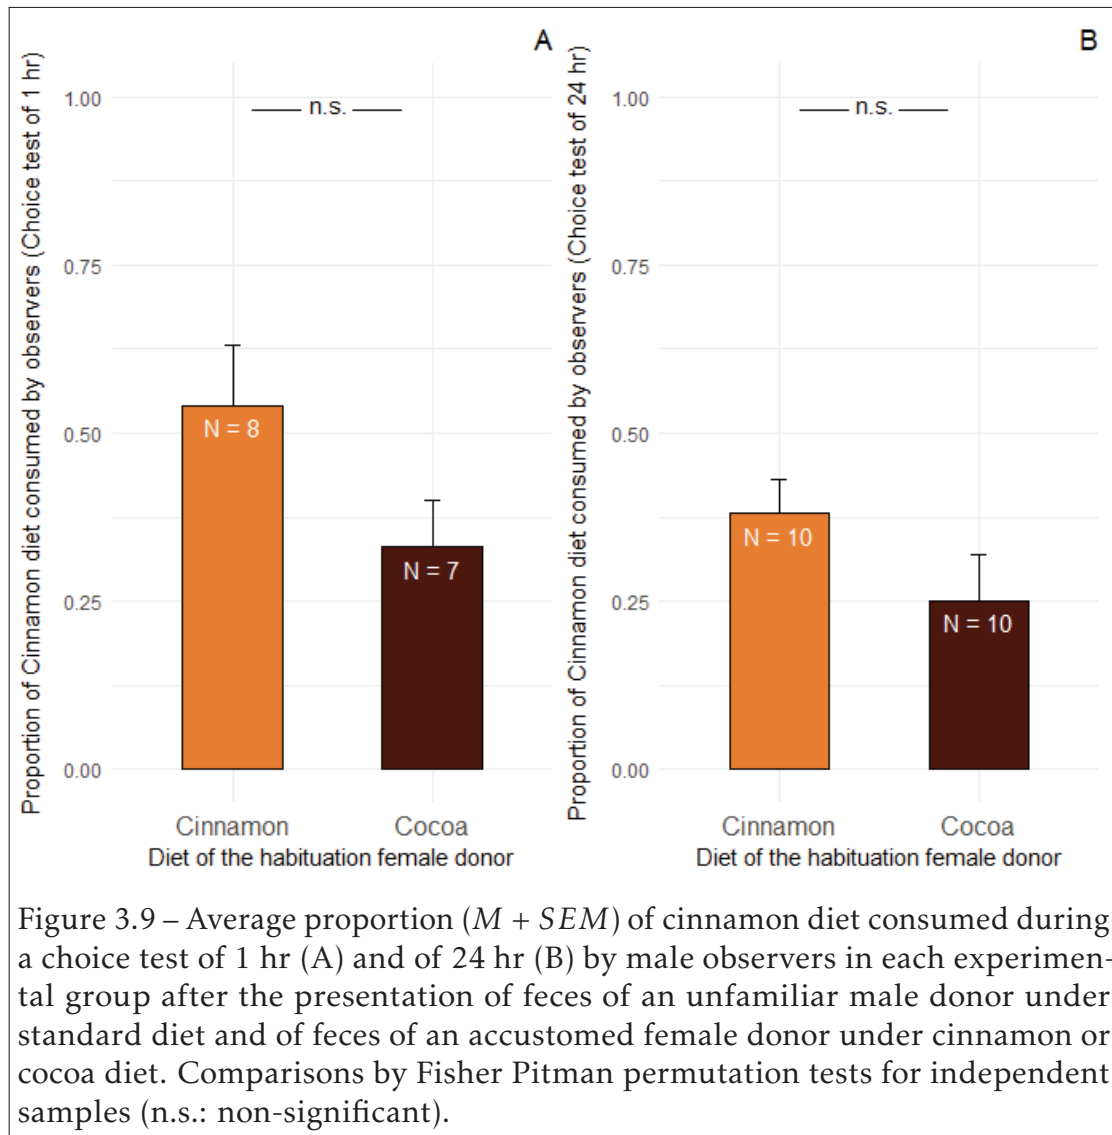 A
Proportion of Cinnamon diet consumed by observers (Choice test of 1 hr)
1.00
0.75
0.50
0.25
0.00
n.s.
N = 8
N = 7
Cinnamon
Cocoa
Diet of the habituation female donor
B
Proportion of Cinnamon diet consumed by observers (Choice test of 24 hr)
1.00
0.75
0.50
0.25
0.00
n.s.
N = 10
N = 10
Cinnamon
Cocoa
Diet of the habituation female donor
Figure 3.9 – Average proportion (M + SEM) of cinnamon diet consumed during
a choice test of 1 hr (A) and of 24 hr (B) by male observers in each experimen-
tal group after the presentation of feces of an unfamiliar male donor under
standard diet and of feces of an accustomed female donor under cinnamon or
cocoa diet. Comparisons by Fisher Pitman permutation tests for independent
samples (n.s.: non-significant).